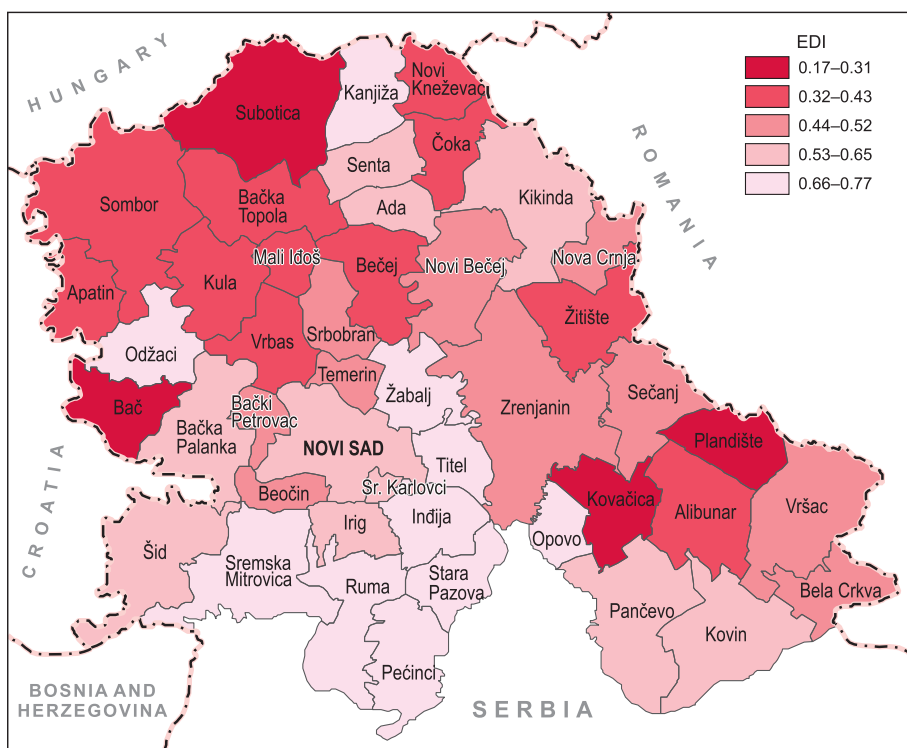 HUNGARY
EDI
0.17–0.31
0.32–0.43
0.44–0.52
0.53–0.65
0.66–0.77
ROMANIA
Kanjiža
Novi
Kneževac
Subotica
Čoka
Senta
Kikinda
Sombor
Bačka
Topola
Ada
Mali Iđoš
Bečej
Novi Bečej
Nova Crnja
Apatin
Kula
Žitište
Odžaci
Vrbas
Srbobran
Temerin
Žabalj
Zrenjanin
Sečanj
Bač
Bački
Petrovac
Bačka
Palanka
NOVI SAD
Plandište
Titel
Beočin
Sr. Karlovci
Kovačica
Alibunar
Vršac
CROATIA
Šid
Irig
Inđija
Opovo
Sremska
Mitrovica
Ruma
Stara
Pazova
Pančevo
Bela Crkva
Kovin
Pećinci
BOSNIA AND
HERZEGOVINA
SERBIA